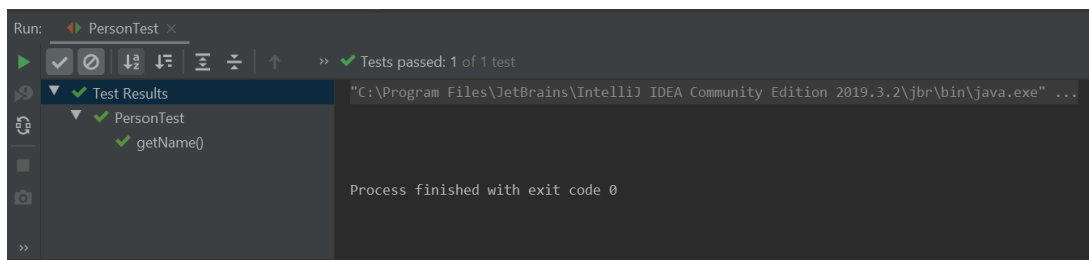 Run: PersonTest
Tests passed: 1 of 1 test
Test Results
PersonTest
getName()
"C:\Program Files\JetBrains\IntelliJ IDEA Community Edition 2019.3.2\jbr\bin\java.exe" ...
Process finished with exit code 0